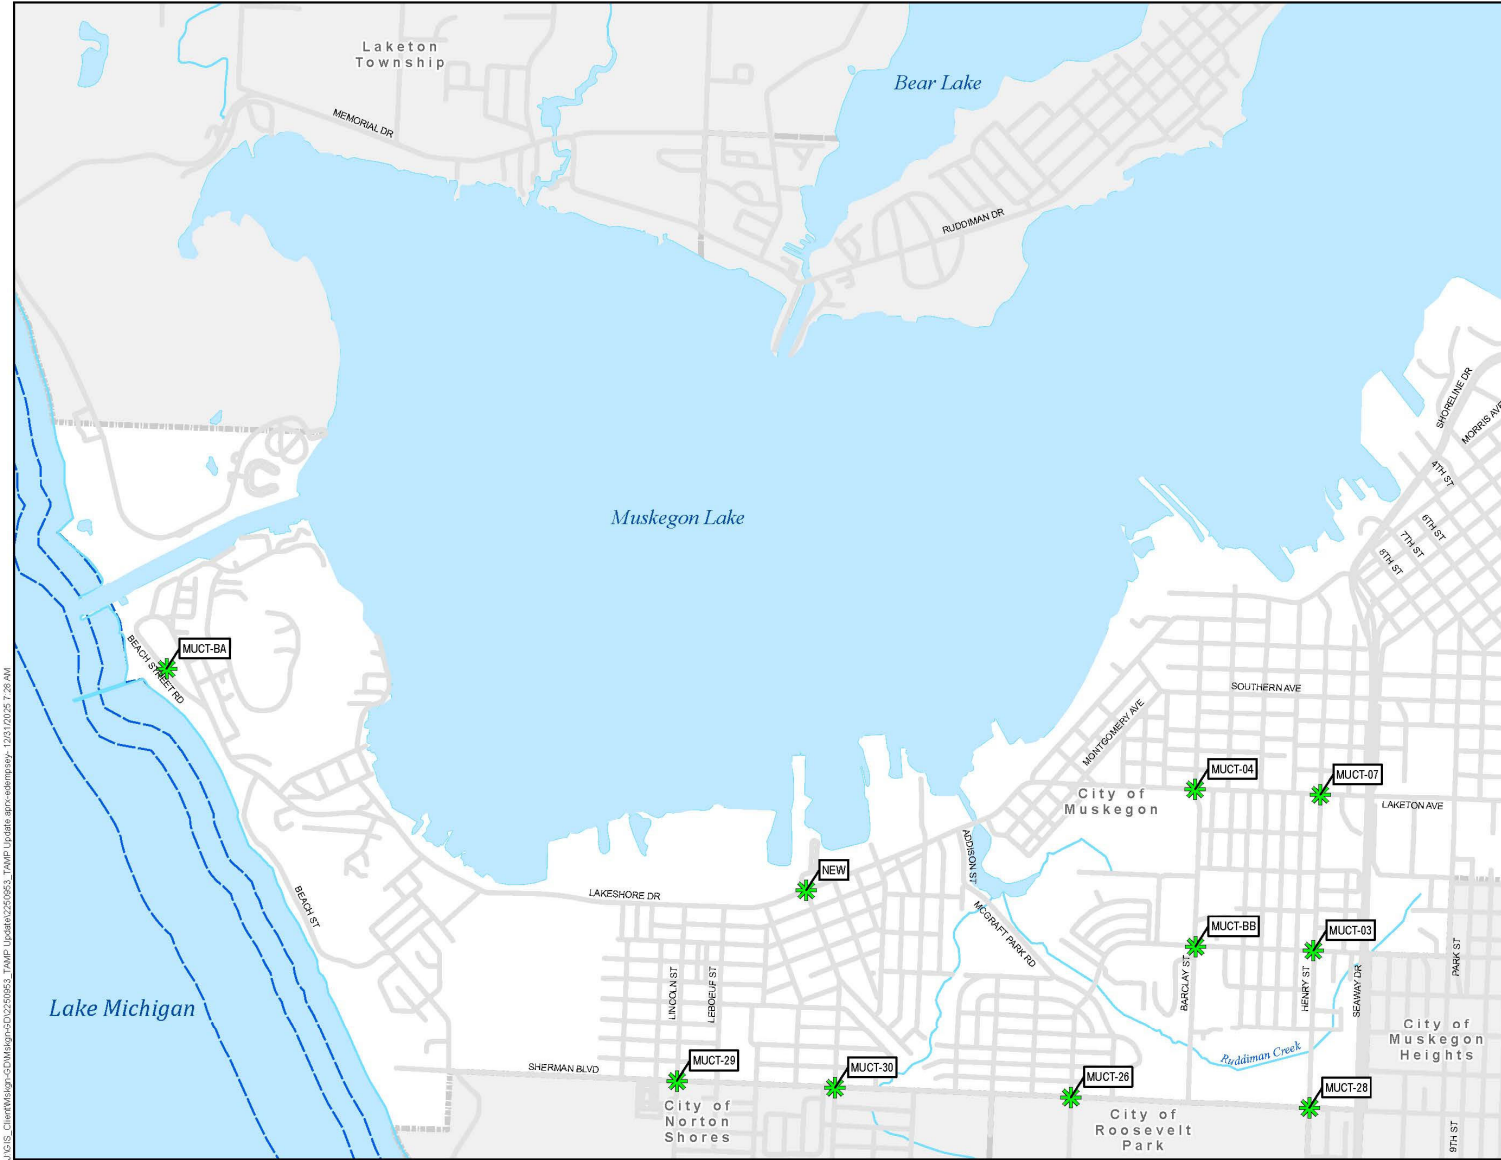 Laketon
Township
Bear Lake
MEMORIAL DR
RUDDIMAN DR
SHORELINE DR
MORRIS AVE
4TH ST
6TH ST
7TH ST
8TH ST
Muskegon Lake
MUCT-BA
BEACH STREET RD
SOUTHERN AVE
MONTGOMERY AVE
MUCT-04
MUCT-07
City of
Muskegon
LAKETON AVE
ADDISON ST
NEW
LAKESHORE DR
BEACH ST
MCGRAFT PARK RD
MUCT-BB
MUCT-03
BARCLAY ST
HENRY ST
SEAWAY DR
PARK ST
LINCOLN ST
LEBOEUF ST
Lake Michigan
City of
Muskegon
Heights
Ruddiman Creek
SHERMAN BLVD
MUCT-29
MUCT-30
MUCT-26
MUCT-28
City of
Norton
Shores
City of
Roosevelt
Park
9TH ST